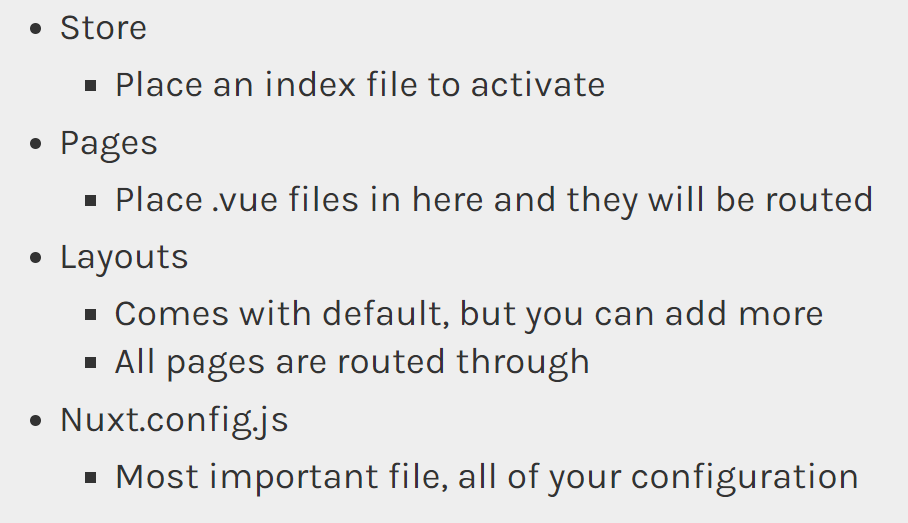 • Store
▪ Place an index file to activate
• Pages
▪ Place .vue files in here and they will be routed
• Layouts
▪ Comes with default, but you can add more
▪ All pages are routed through
• Nuxt.config.js
▪ Most important file, all of your configuration